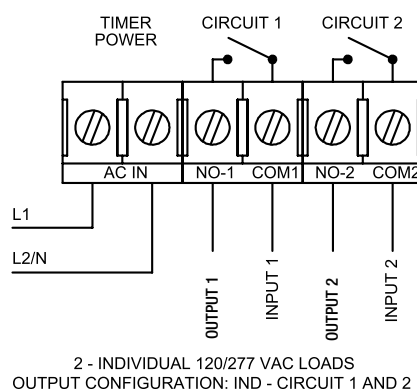 TIMER
POWER
CIRCUIT 1
CIRCUIT 2
AC IN
NO-1
COM1
NO-2
COM2
L1
L2/N
OUTPUT 1
INPUT 1
OUTPUT 2
INPUT 2
2 - INDIVIDUAL 120/277 VAC LOADS
OUTPUT CONFIGURATION: IND - CIRCUIT 1 AND 2